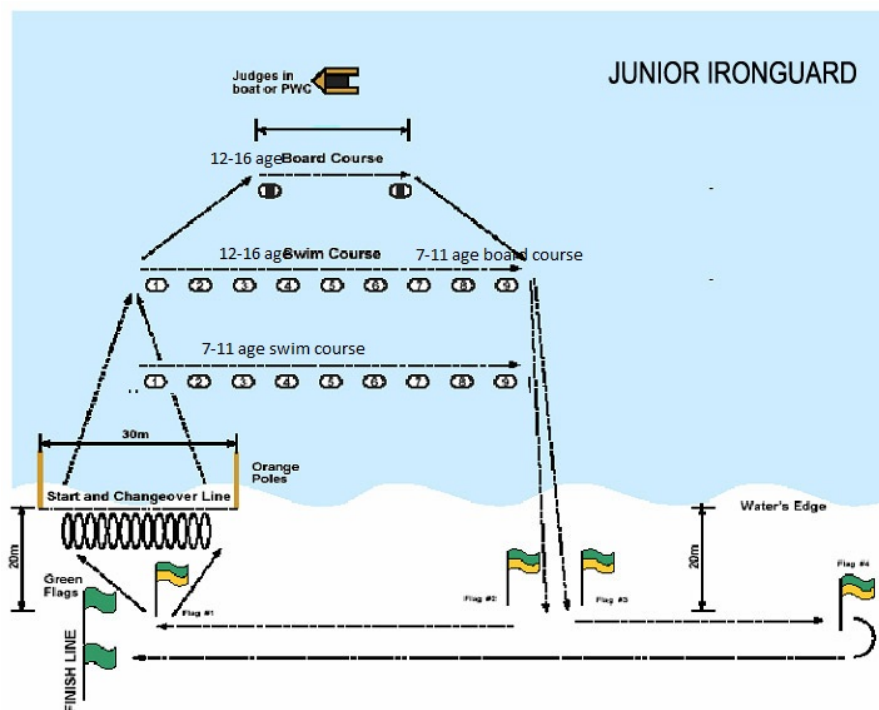 JUNIOR IRONGUARD
Judges in
boat or PWC
12-16 age Board Course
12-16 age Swim Course
7-11 age board course
1 2 3 4 5 6 7 8 9
7-11 age swim course
1 2 3 4 5 6 7 8 9
30m
Orange
Poles
Start and Changeover Line
Water's Edge
20m
20m
Green
Flags
Flag #1
Flag #2
Flag #3
Flag #4
FINISH LINE